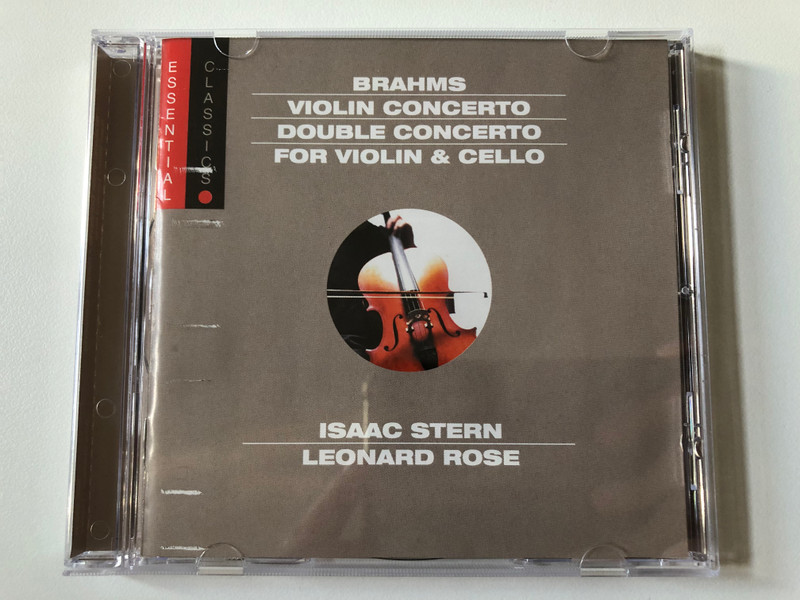 ESSENTIAL
CLASSICS
BRAHMS
VIOLIN CONCERTO
DOUBLE CONCERTO
FOR VIOLIN & CELLO
ISAAC STERN
LEONARD ROSE